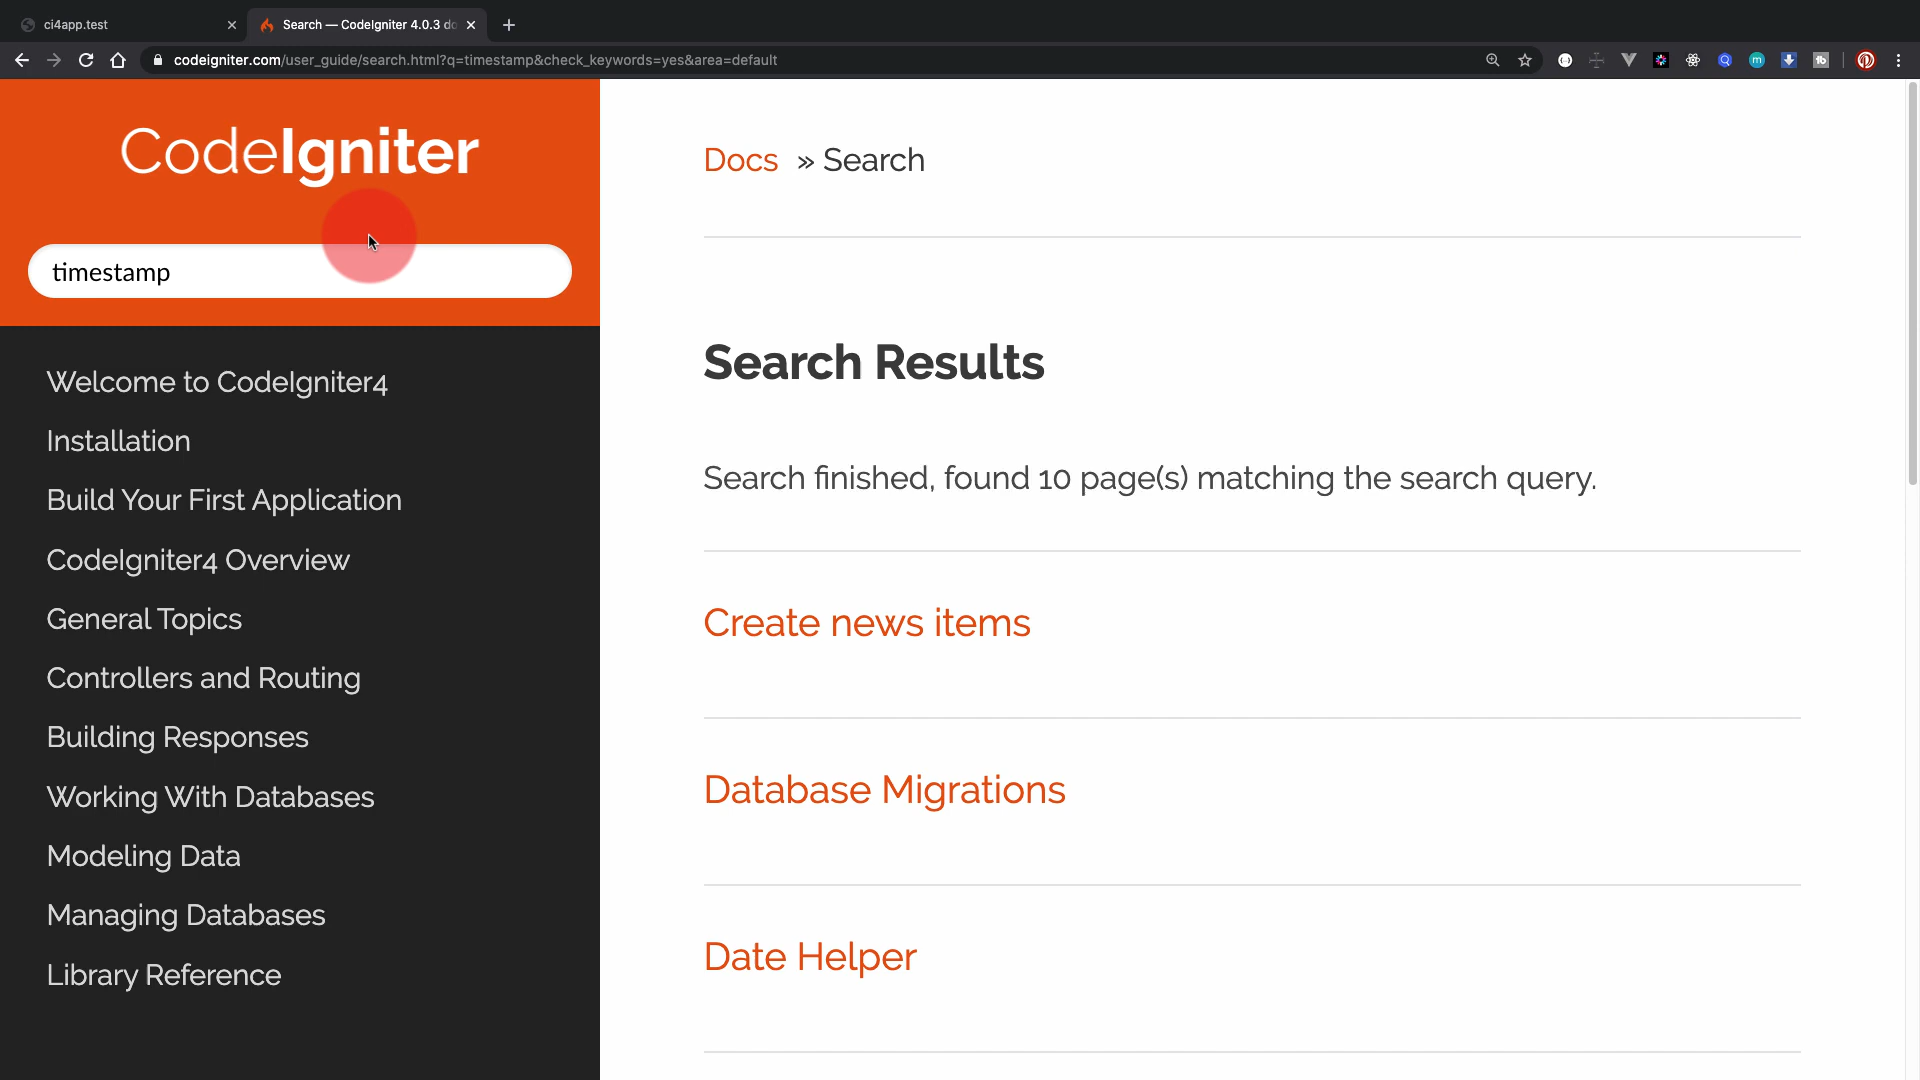 ci4app.test
Search — CodeIgniter 4.0.3 do
codeigniter.com/user_guide/search.html?q=timestamp&check_keywords=yes&area=default
CodeIgniter
timestamp
Welcome to CodeIgniter4
Installation
Build Your First Application
CodeIgniter4 Overview
General Topics
Controllers and Routing
Building Responses
Working With Databases
Modeling Data
Managing Databases
Library Reference
Docs » Search
Search Results
Search finished, found 10 page(s) matching the search query.
Create news items
Database Migrations
Date Helper